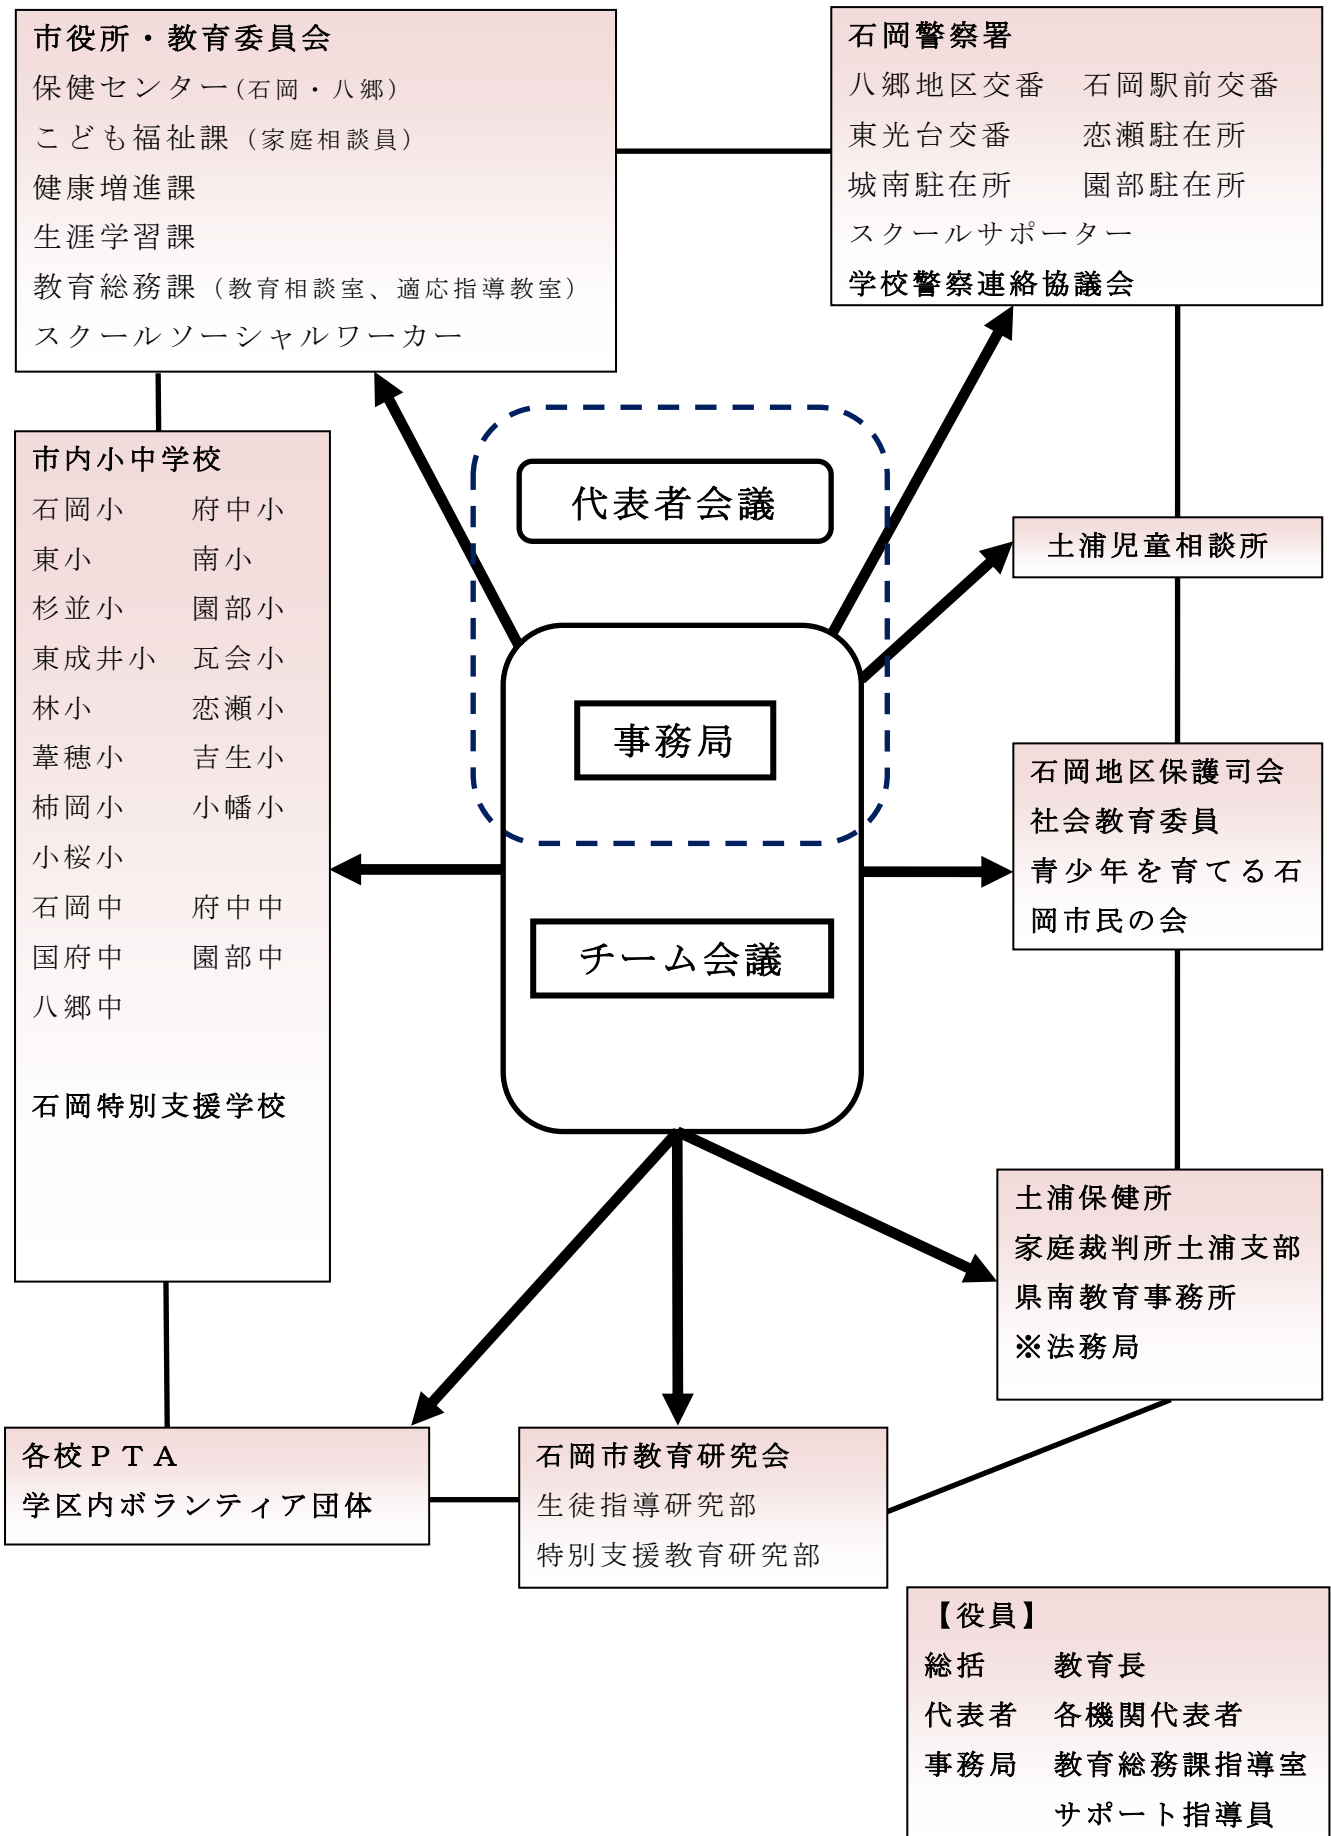 市役所・教育委員会
保健センター(石岡・八郷)
こども福祉課（家庭相談員）
健康増進課
生涯学習課
教育総務課（教育相談室、適応指導教室）
スクールソーシャルワーカー
石岡警察署
八郷地区交番　石岡駅前交番
東光台交番　恋瀬駐在所
城南駐在所　園部駐在所
スクールサポーター
学校警察連絡協議会
市内小中学校
石岡小　府中小
東小　南小
杉並小　園部小
東成井小　瓦会小
林小　恋瀬小
葦穂小　吉生小
柿岡小　小幡小
小桜小
石岡中　府中中
国府中　園部中
八郷中
石岡特別支援学校
代表者会議
事務局
チーム会議
土浦児童相談所
石岡地区保護司会
社会教育委員
青少年を育てる石
岡市民の会
土浦保健所
家庭裁判所土浦支部
県南教育事務所
※法務局
各校ＰＴＡ
学区内ボランティア団体
石岡市教育研究会
生徒指導研究部
特別支援教育研究部
【役員】
総括　教育長
代表者　各機関代表者
事務局　教育総務課指導室
サポート指導員